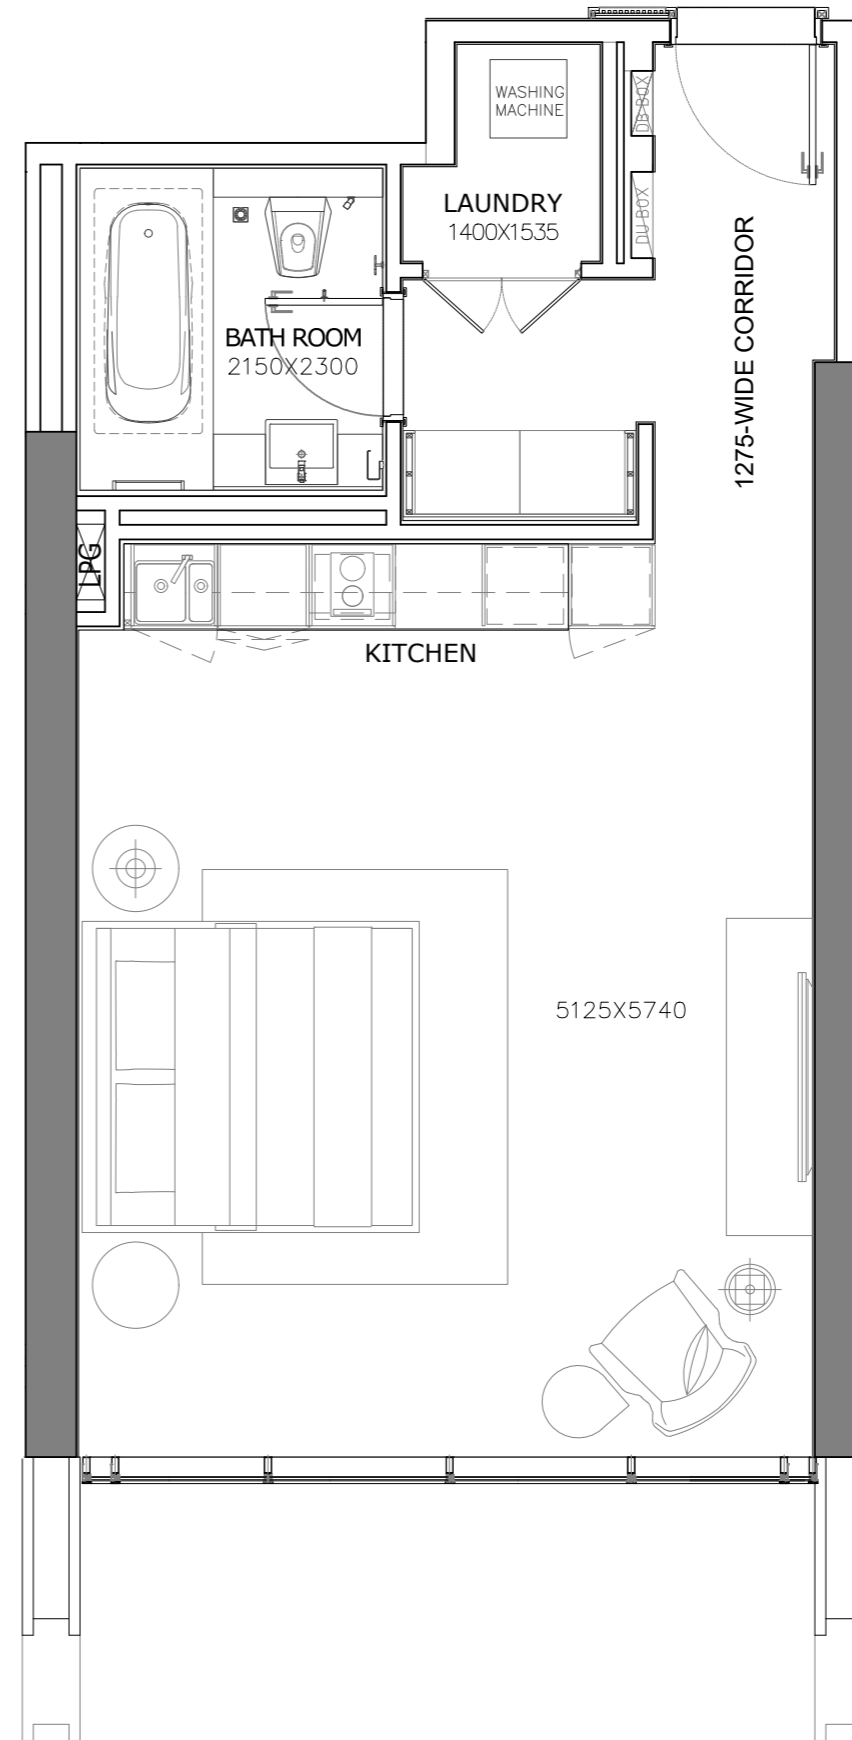 WASHING
MACHINE
DB BOX
LAUNDRY
1400X1535
DU BOX
1275-WIDE CORRIDOR
BATH ROOM
2150X2300
LPG
KITCHEN
5125X5740